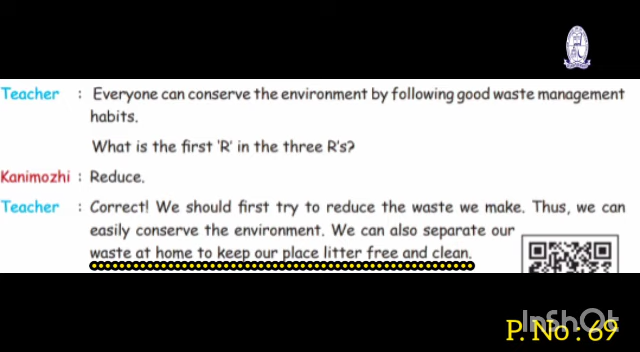 Teacher : Everyone can conserve the environment by following good waste management
habits.
What is the first 'R' in the three R's?
Kanimozhi : Reduce.
Teacher : Correct! We should first try to reduce the waste we make. Thus, we can
easily conserve the environment. We can also separate our
waste at home to keep our place litter free and clean.
InShOt
P. No : 69